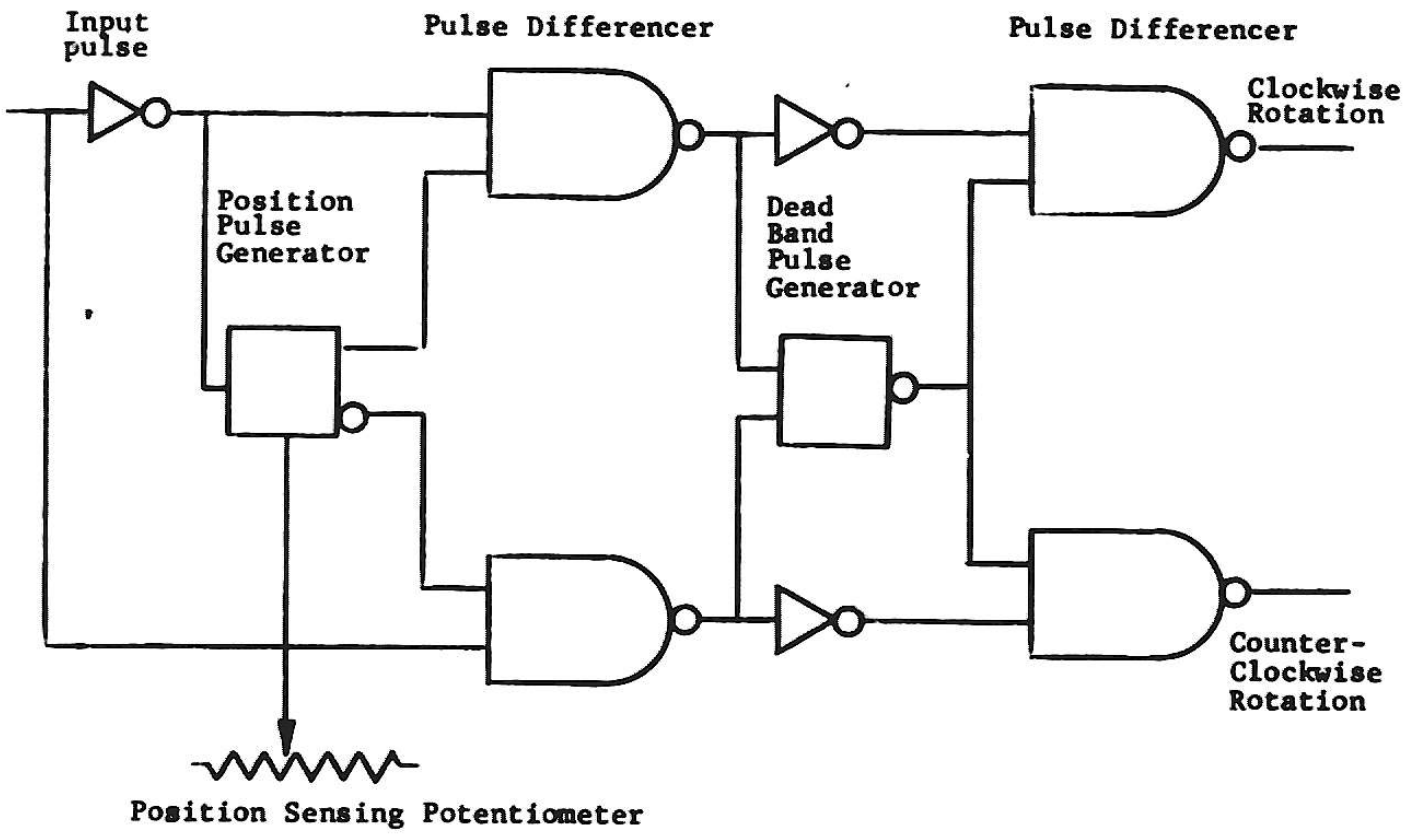 Input
pulse
Pulse Differencer
Pulse Differencer
Clockwise
Rotation
Position
Pulse
Generator
Dead
Band
Pulse
Generator
Counter-
Clockwise
Rotation
Position Sensing Potentiometer